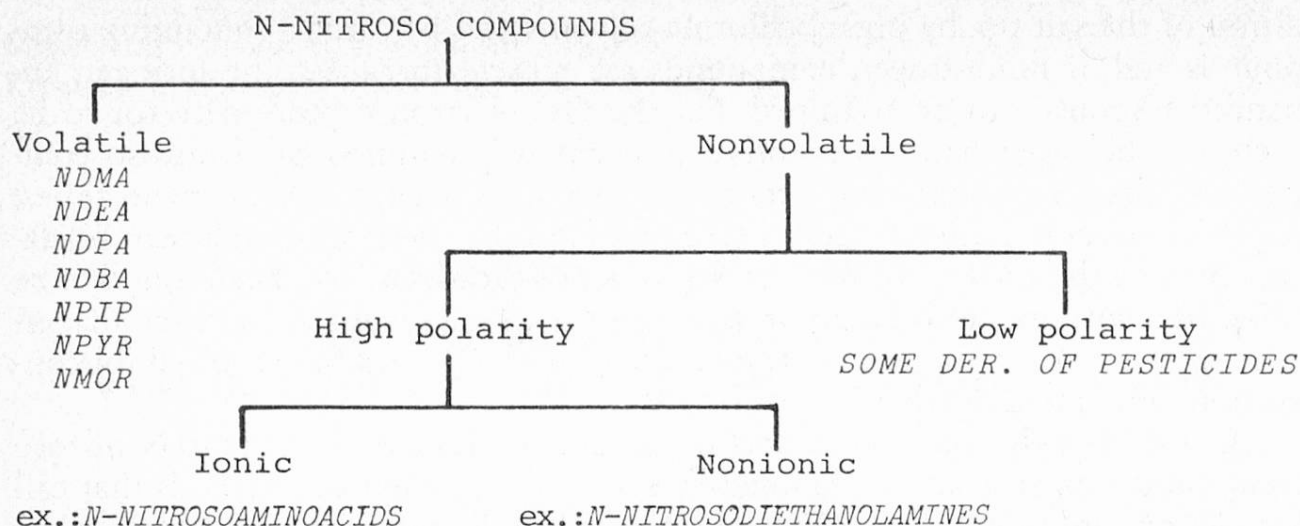 N-NITROSO COMPOUNDS
Volatile
NDMA
NDEA
NDPA
NDBA
NPIP
NPYR
NMOR
Nonvolatile
High polarity
Low polarity
SOME DER. OF PESTICIDES
Ionic
ex.:N-NITROSOAMINOACIDS
Nonionic
ex.:N-NITROSODIETHANOLAMINES